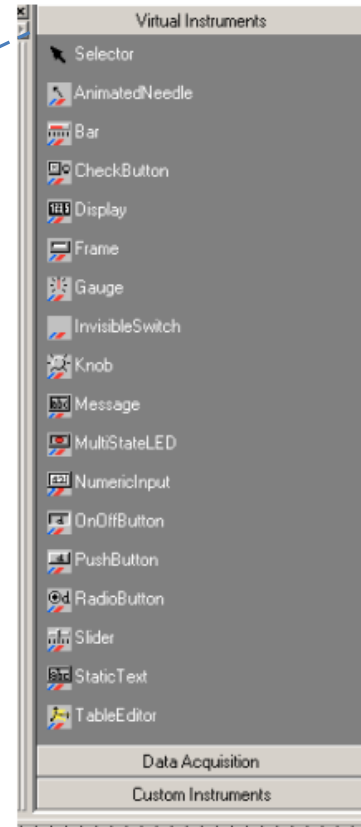 Virtual Instruments
Selector
AnimatedNeedle
Bar
CheckButton
Display
Frame
Gauge
InvisibleSwitch
Knob
Message
MultiStateLED
NumericInput
OnOffButton
PushButton
RadioButton
Slider
StaticText
TableEditor
Data Acquisition
Custom Instruments